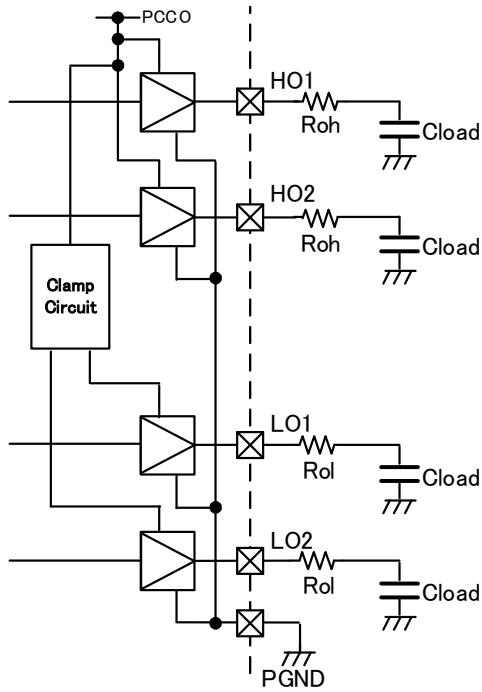 PCCO
HO1
Roh
Cload
HO2
Roh
Cload
Clamp
Circuit
LO1
Rol
Cload
LO2
Rol
Cload
PGND